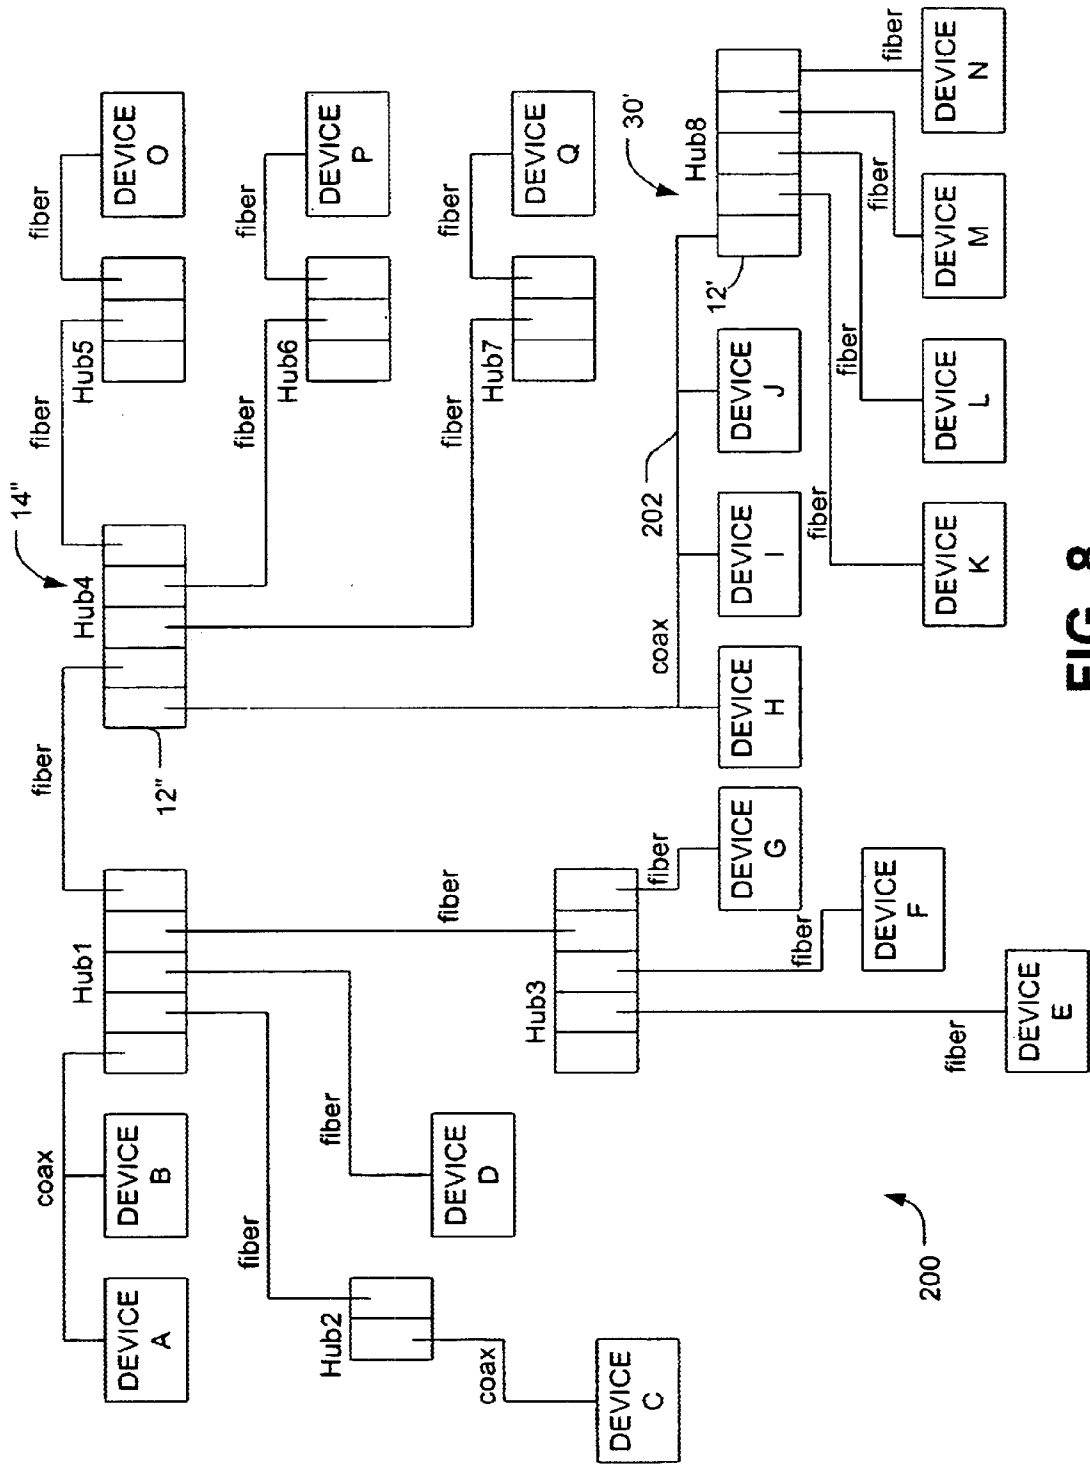 14"
coax
fiber
fiber
fiber
Hub1
Hub4
Hub5
DEVICE
A
DEVICE
B
DEVICE
O
12"
fiber
fiber
fiber
Hub6
fiber
Hub2
DEVICE
P
fiber
fiber
fiber
DEVICE
D
coax
Hub7
Hub3
DEVICE
Q
DEVICE
C
30'
fiber
coax
202
Hub8
12'
DEVICE
G
DEVICE
H
DEVICE
I
DEVICE
J
fiber
fiber
fiber
fiber
fiber
DEVICE
F
200
DEVICE
K
DEVICE
L
DEVICE
M
DEVICE
N
fiber
DEVICE
E
FIG. 8